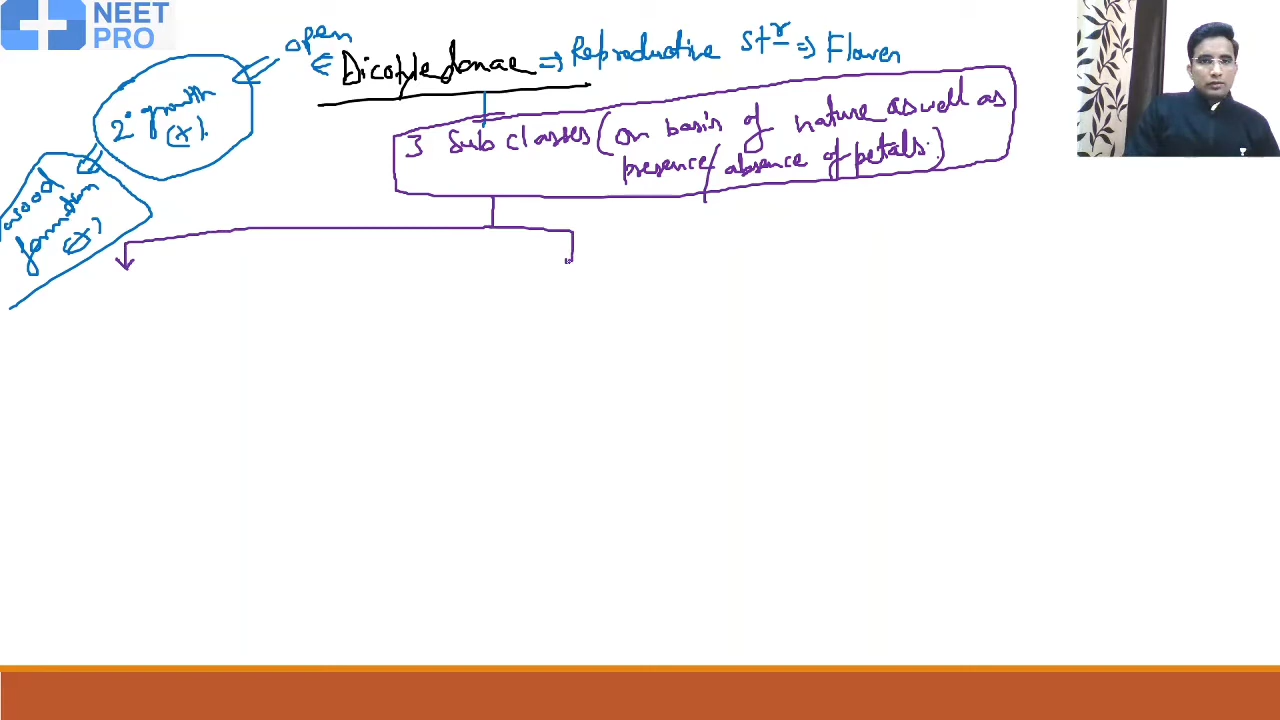 NEET
PRO
open
Dicotyledonae ⇒ Reproductive Str ⇒ Flower
2° growth
(x).
wood
formation
(x)
3 Sub classes (on basis of nature as well as
presence/absence of petals.)